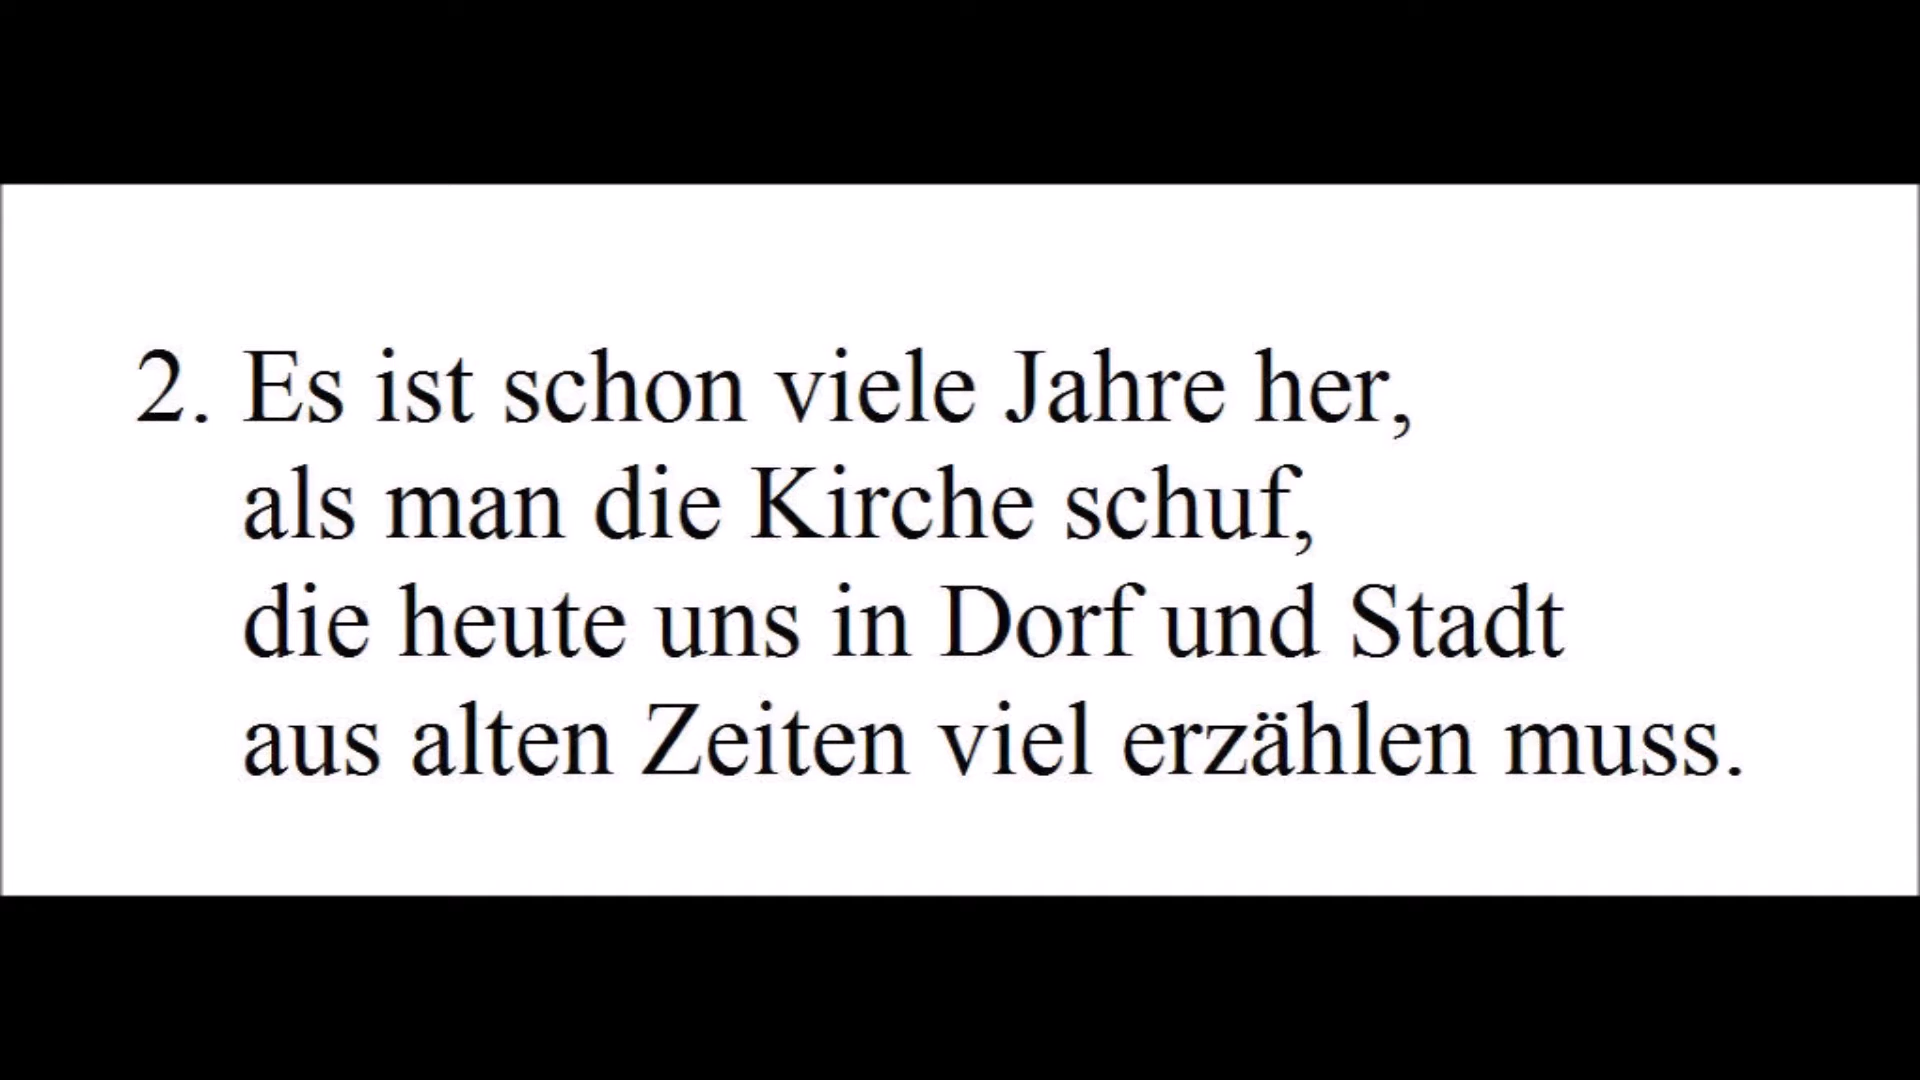 2. Es ist schon viele Jahre her,
als man die Kirche schuf,
die heute uns in Dorf und Stadt
aus alten Zeiten viel erzählen muss.